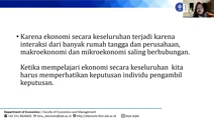 • Karena ekonomi secara keseluruhan terjadi karena
interaksi dari banyak rumah tangga dan perusahaan,
makroekonomi dan mikroekonomi saling berhubungan.
Ketika mempelajari ekonomi secara keseluruhan kita
harus memperhatikan keputusan individu pengambil
keputusan.
Department of Economics | Faculty of Economics and Management